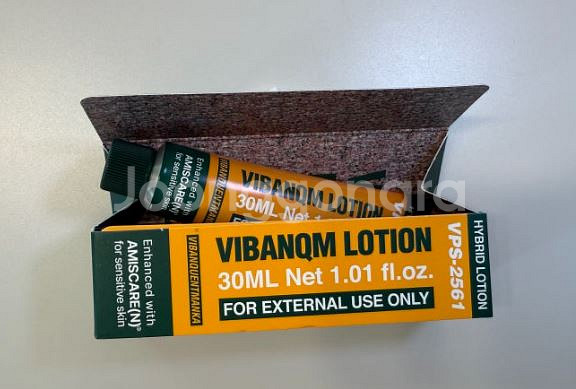 Enhanced with
AMISCARE(N)®
for sensitive skin
VIBANQM LOTION
30ML Net 1.
VIBANQM LOTION
30ML Net 1.01 fl.oz.
FOR EXTERNAL USE ONLY
Enhanced with
AMISCARE(N)®
for sensitive skin
VPS-2561
HYBRID LOTION